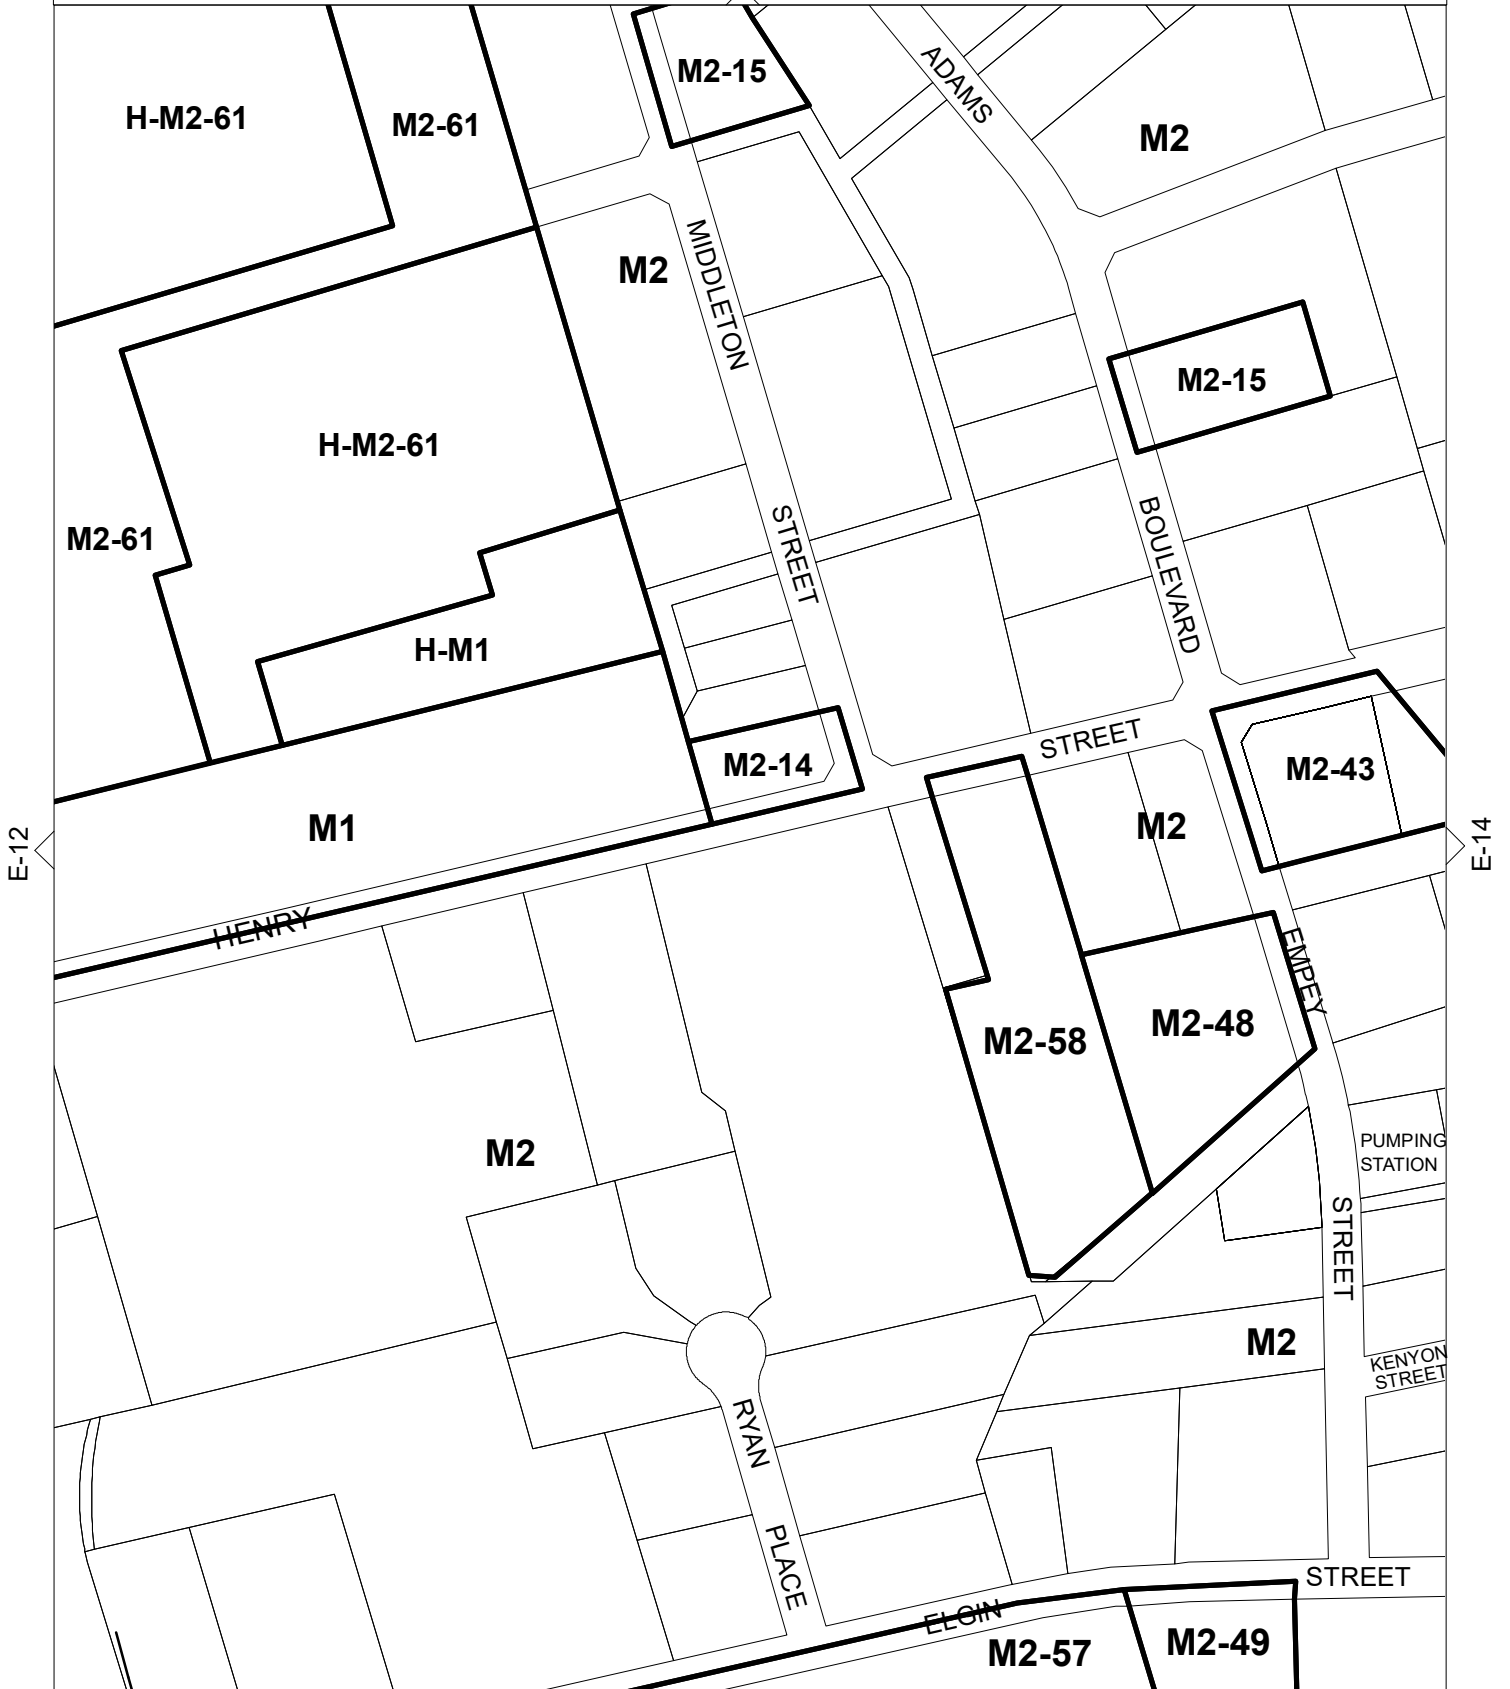 M2-15
ADAMS
H-M2-61
M2-61
M2
MIDDLETON
M2
M2-15
H-M2-61
STREET
BOULEVARD
M2-61
H-M1
STREET
M2-14
M2-43
M1
M2
E-12
E-14
HENRY
EMPEY
M2-48
M2-58
M2
PUMPING
STATION
STREET
M2
KENYON
STREET
RYAN
PLACE
STREET
ELGIN
M2-49
M2-57